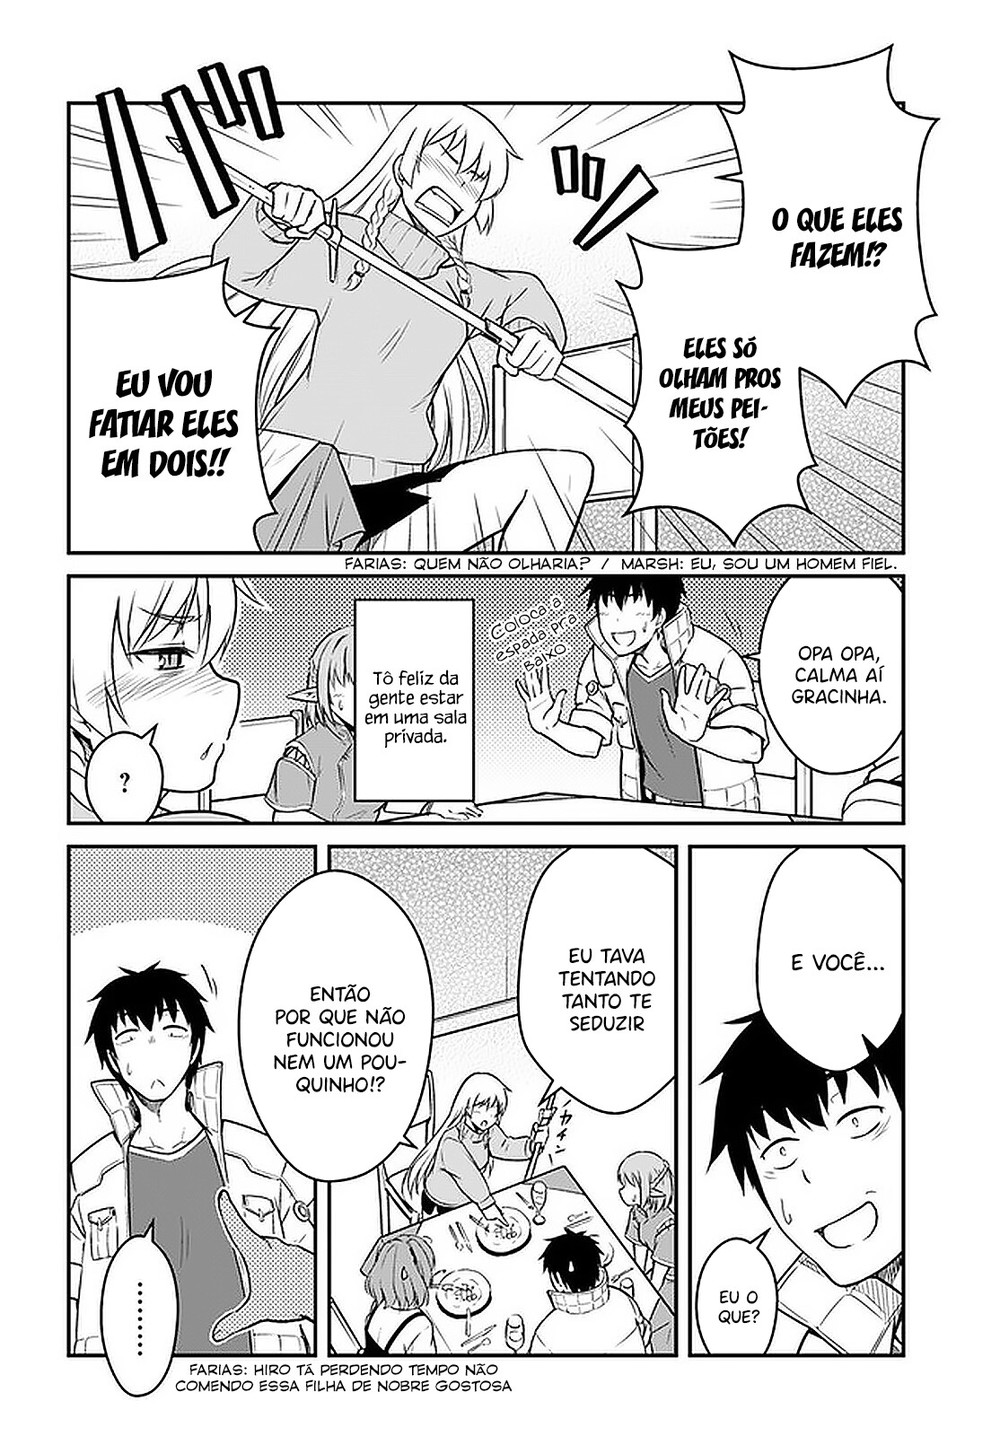 O QUE ELES
FAZEM!?
ELES SÓ
OLHAM PROS
MEUS PEI-
TÕES!
EU VOU
FATIAR ELES
EM DOIS!!
FARIAS: QUEM NÃO OLHARIA? / MARSH: EU, SOU UM HOMEM FIEL.
OPA OPA,
CALMA AÍ
GRACINHA.
Coloca a
espada pra
baixo
Tô feliz da
gente estar
em uma sala
privada.
?
E VOCÊ...
EU O
QUE?
EU TAVA
TENTANDO
TANTO TE
SEDUZIR
ENTÃO
POR QUE NÃO
FUNCIONOU
NEM UM POU-
QUINHO!?
ガイン
........
FARIAS: HIRO TÁ PERDENDO TEMPO NÃO
COMENDO ESSA FILHA DE NOBRE GOSTOSA